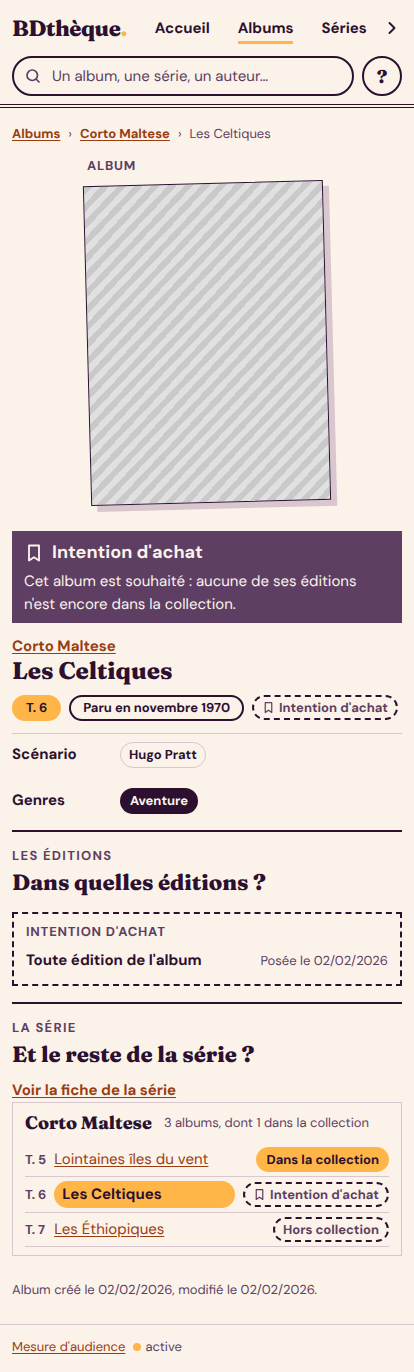 BDthèque.
Accueil Albums Séries
Un album, une série, un auteur... ?
Albums › Corto Maltese › Les Celtiques
ALBUM
Intention d'achat
Cet album est souhaité : aucune de ses éditions
n'est encore dans la collection.
Corto Maltese
Les Celtiques
T. 6 Paru en novembre 1970 Intention d'achat
Scénario Hugo Pratt
Genres Aventure
LES ÉDITIONS
Dans quelles éditions ?
INTENTION D'ACHAT
Toute édition de l'album Posée le 02/02/2026
LA SÉRIE
Et le reste de la série ?
Voir la fiche de la série
Corto Maltese 3 albums, dont 1 dans la collection
T. 5 Lointaines îles du vent Dans la collection
T. 6 Les Celtiques Intention d'achat
T. 7 Les Éthiopiques Hors collection
Album créé le 02/02/2026, modifié le 02/02/2026.
Mesure d'audience active